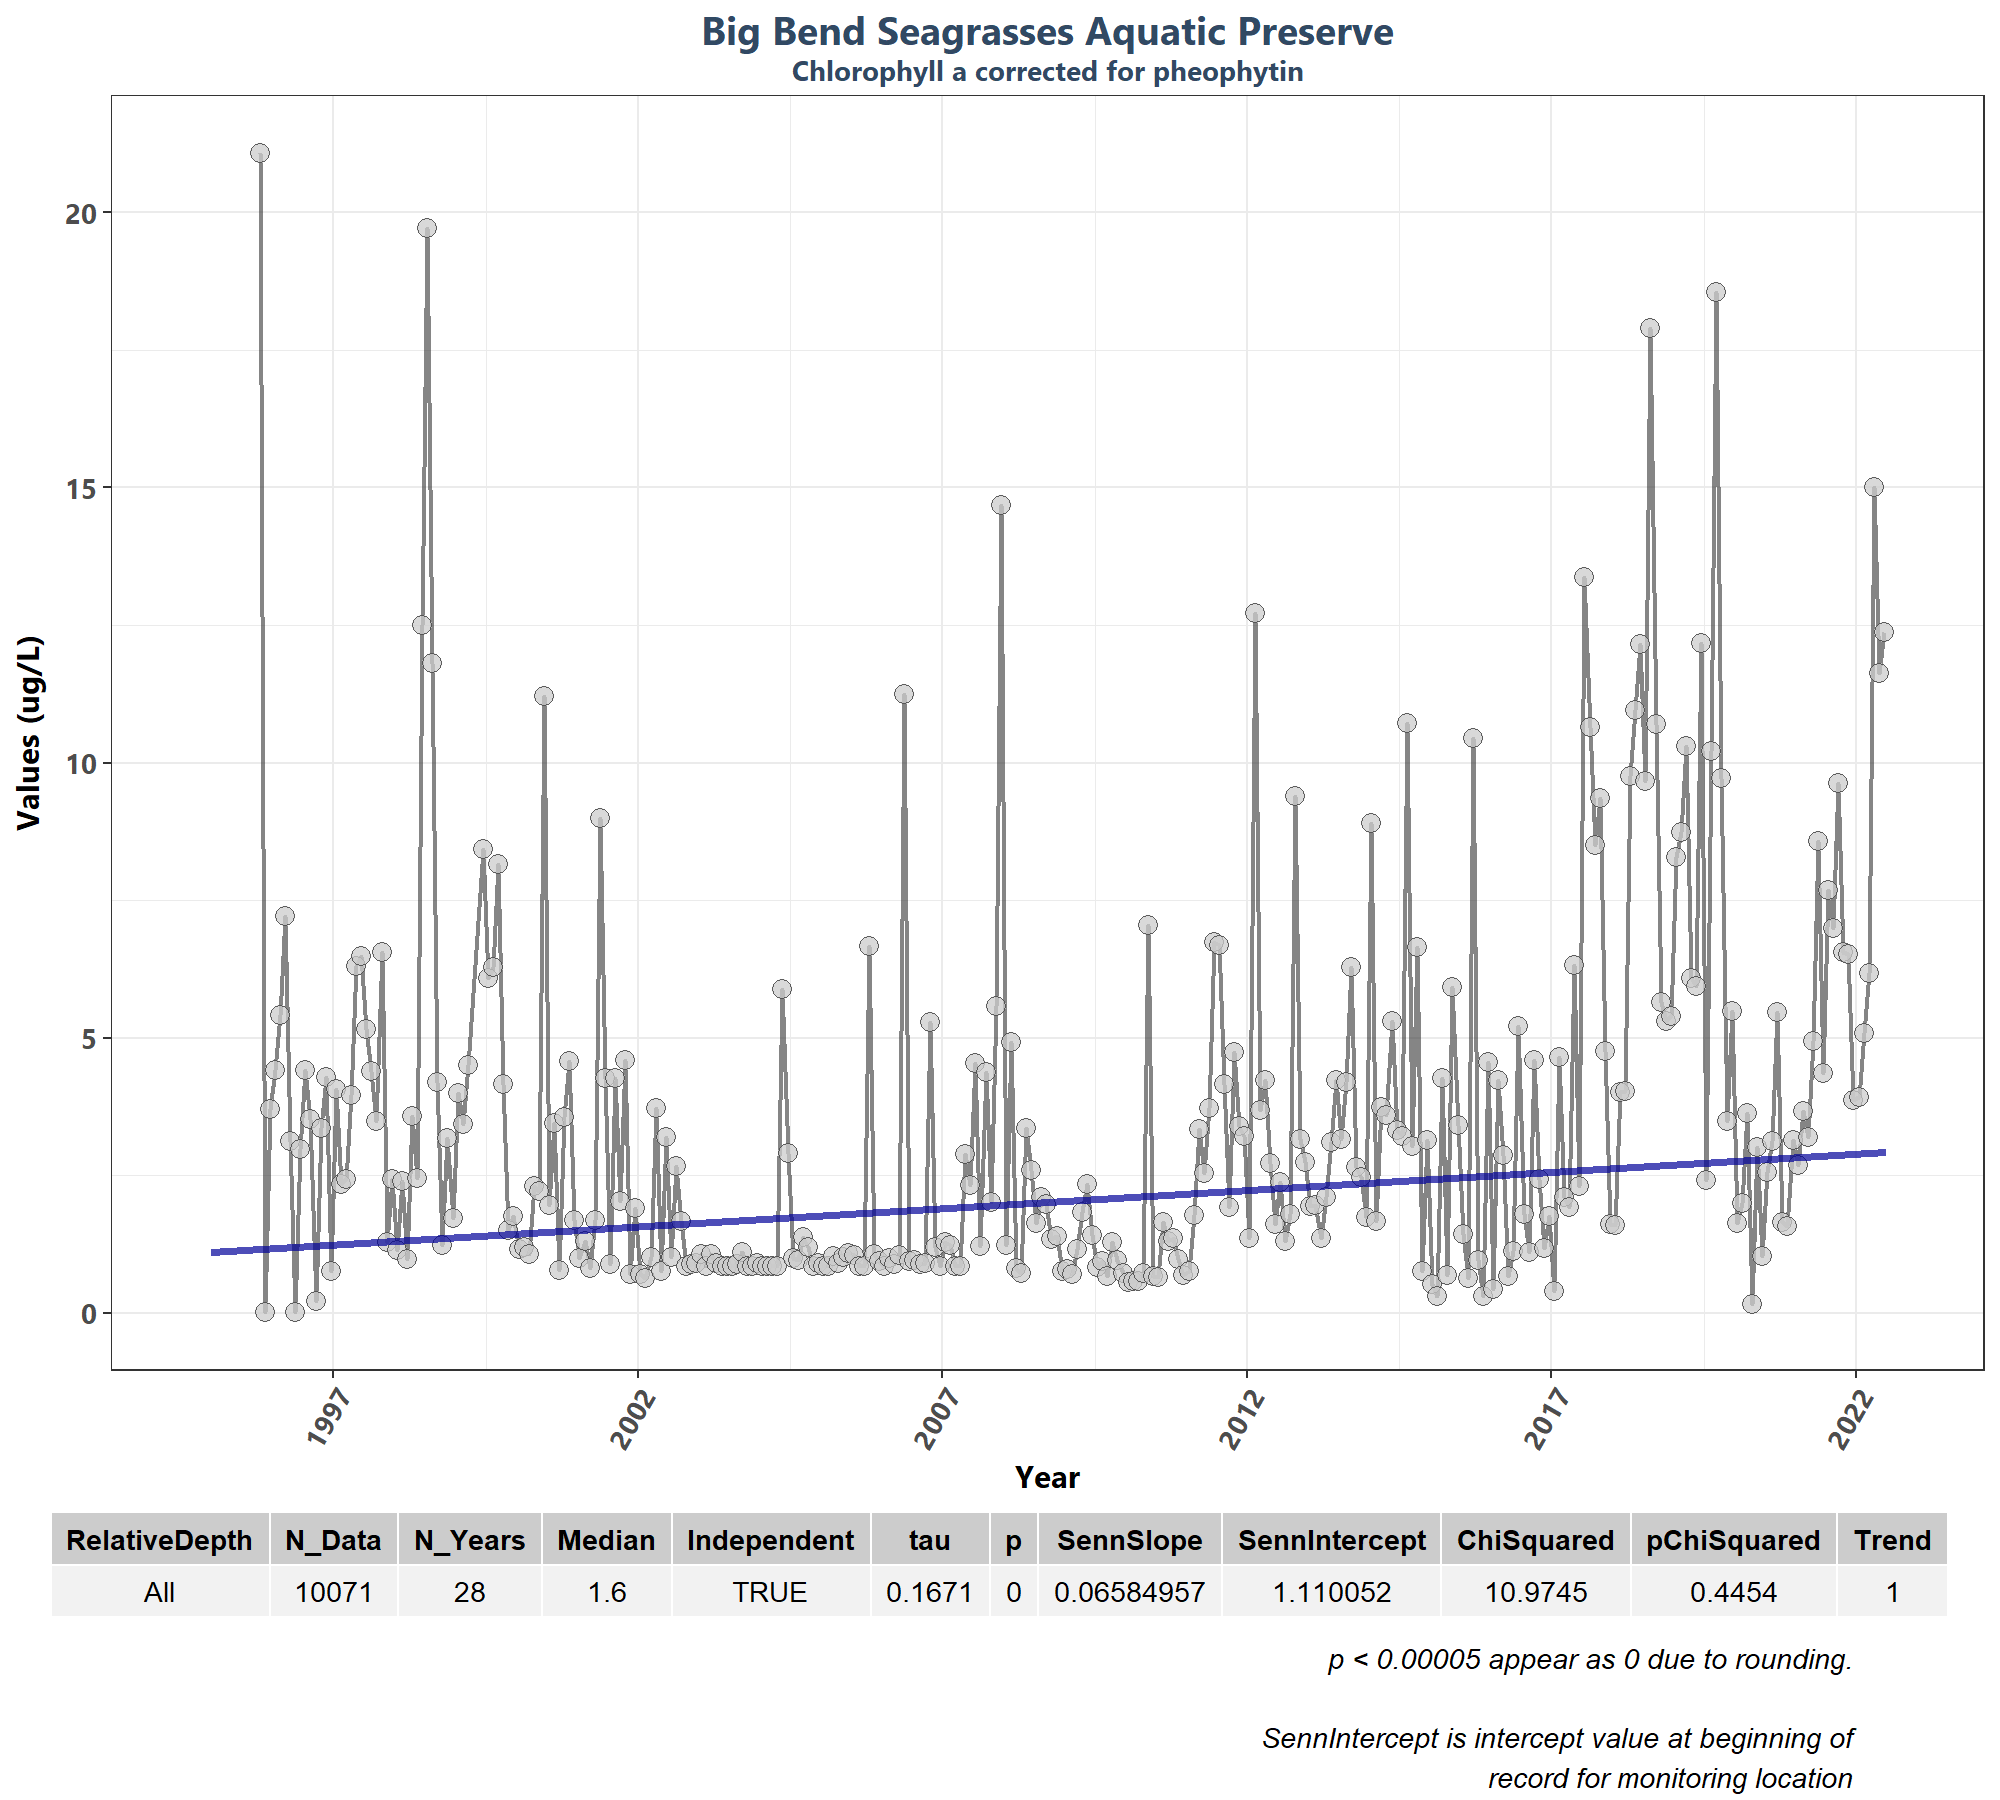 Big Bend Seagrasses Aquatic Preserve
Chlorophyll a corrected for pheophytin
20
15
10
5
0
Values (ug/L)
1997
2002
2007
2012
2017
2022
Year
RelativeDepth N_Data N_Years Median Independent tau p SennSlope SennIntercept ChiSquared pChiSquared Trend
All 10071 28 1.6 TRUE 0.1671 0 0.06584957 1.110052 10.9745 0.4454 1
p < 0.00005 appear as 0 due to rounding.
SennIntercept is intercept value at beginning of
record for monitoring location